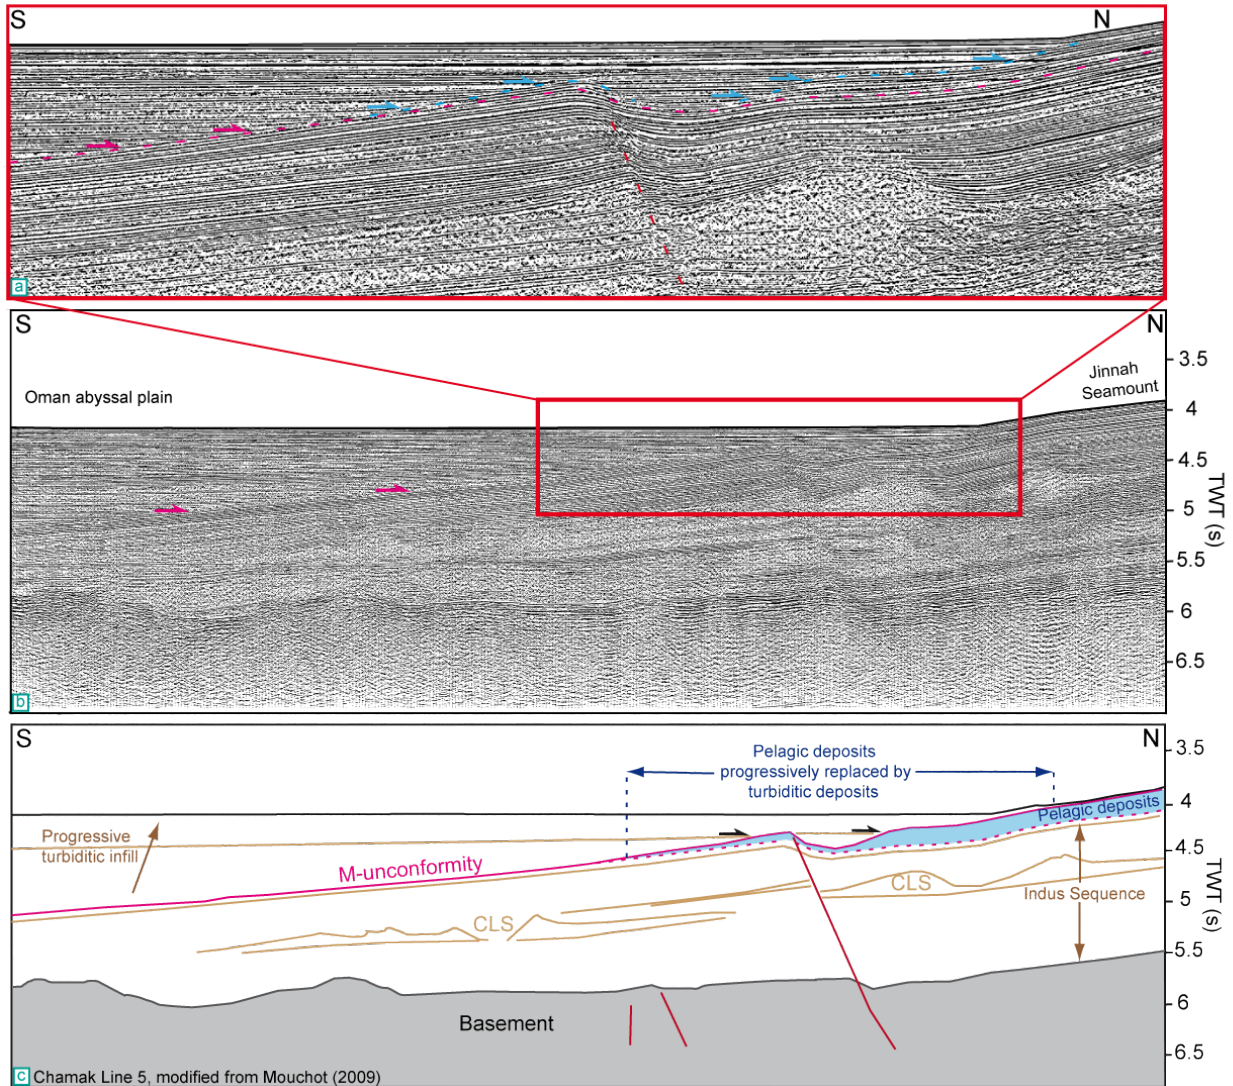 S
N
a
S
N
3.5
Jinnah
Seamount
Oman abyssal plain
4
4.5
5
5.5
6
6.5
TWT (s)
b
S
N
3.5
Pelagic deposits
progressively replaced by
turbiditic deposits
4
Pelagic deposits
Progressive
turbiditic infill
4.5
M-unconformity
CLS
Indus Sequence
5
CLS
5.5
6
Basement
6.5
TWT (s)
c Chamak Line 5, modified from Mouchot (2009)